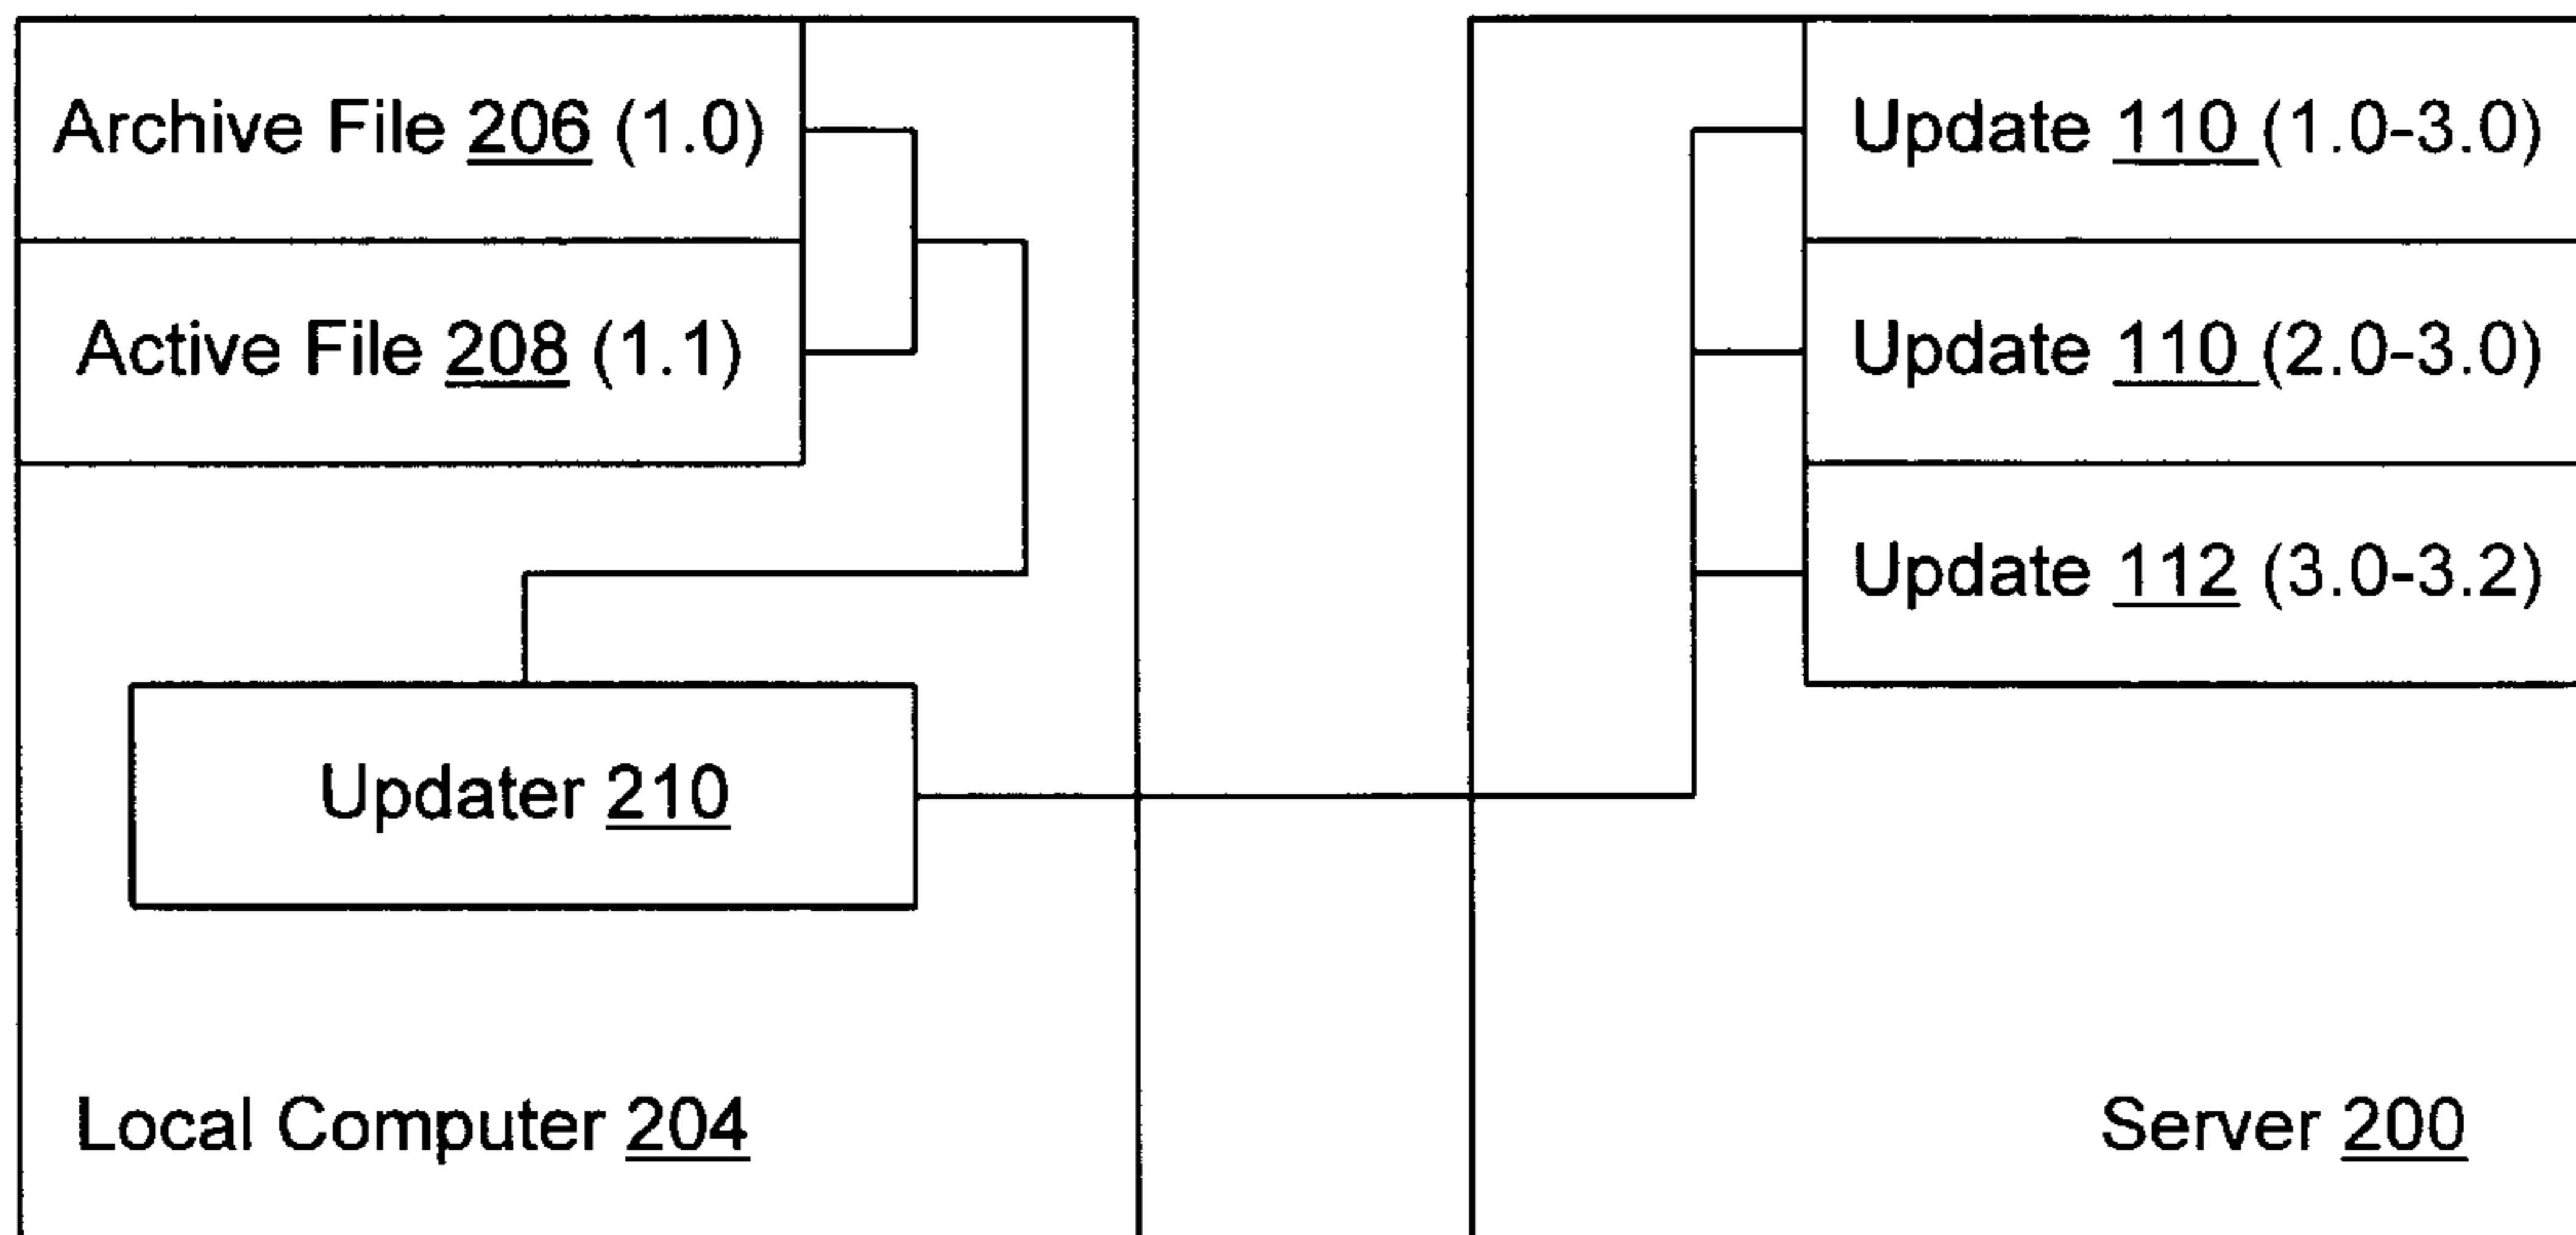 Archive File 206 (1.0)
Active File 208 (1.1)
Updater 210
Local Computer 204
Update 110 (1.0-3.0)
Update 110 (2.0-3.0)
Update 112 (3.0-3.2)
Server 200